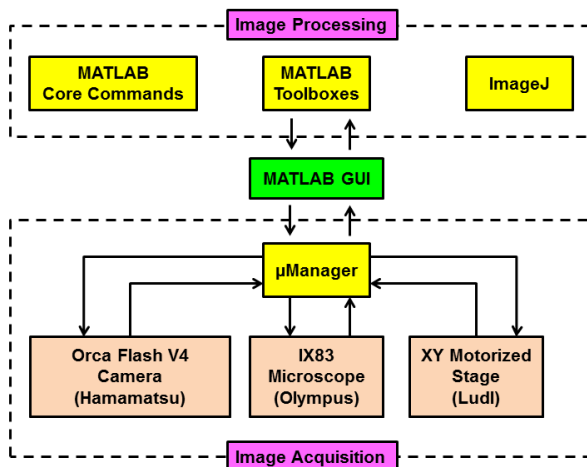 Image Processing
MATLAB
Core Commands
MATLAB
Toolboxes
ImageJ
MATLAB GUI
µManager
Orca Flash V4
Camera
(Hamamatsu)
IX83
Microscope
(Olympus)
XY Motorized
Stage
(Ludl)
Image Acquisition